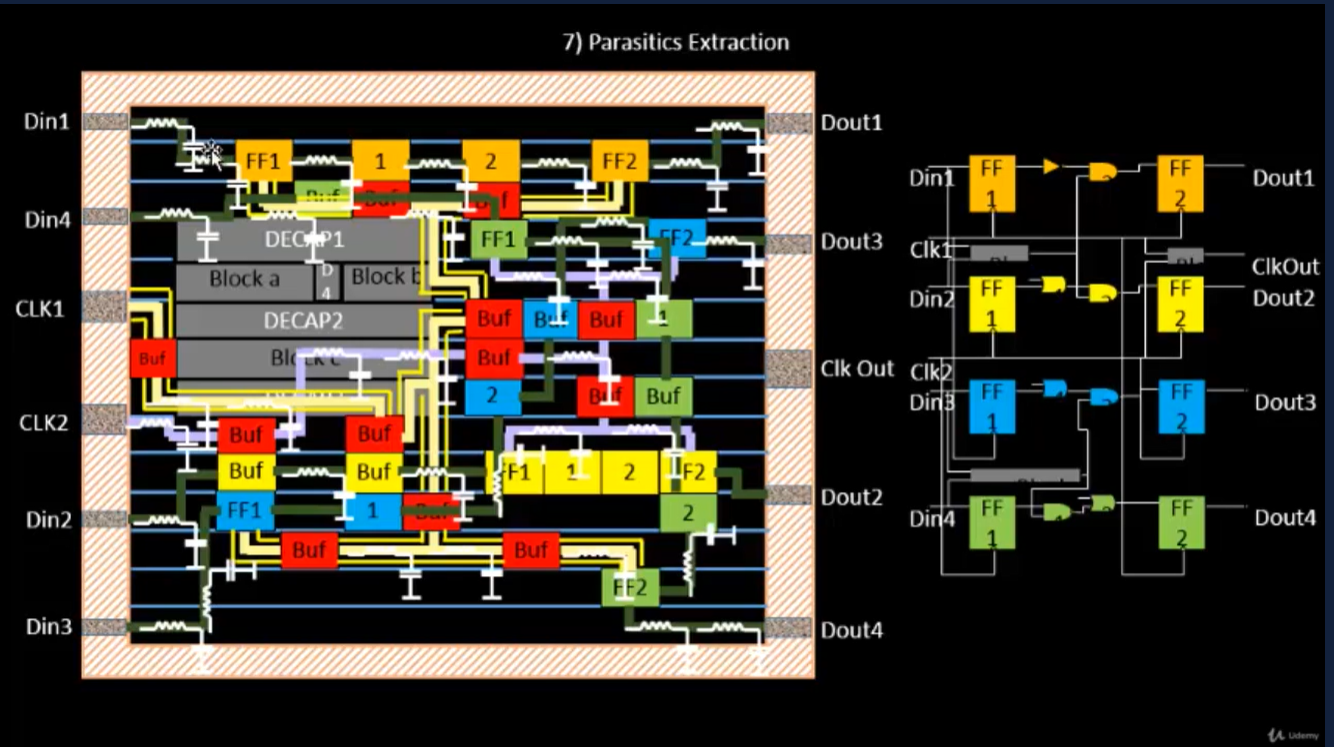 7) Parasitics Extraction
Din1
Dout1
FF1
1
2
FF2
Buf
Buf
Din4
DECAP1
FF1
FF2
Dout3
Block a
D
4
Block b
CLK1
DECAP2
Buf
Buf
Buf
1
Buf
Block c
Buf
Clk Out
2
Buf
Buf
CLK2
Buf
Buf
Buf
Buf
FF1
1
2
FF2
Dout2
Din2
FF1
1
Buf
2
Buf
Buf
FF2
Din3
Dout4
Din1
FF
1
FF
2
Dout1
Clk1
ClkOut
Din2
FF
1
2
FF
2
Dout2
Clk2
Din3
FF
1
FF
2
Dout3
Din4
FF
1
FF
2
Dout4
Udemy